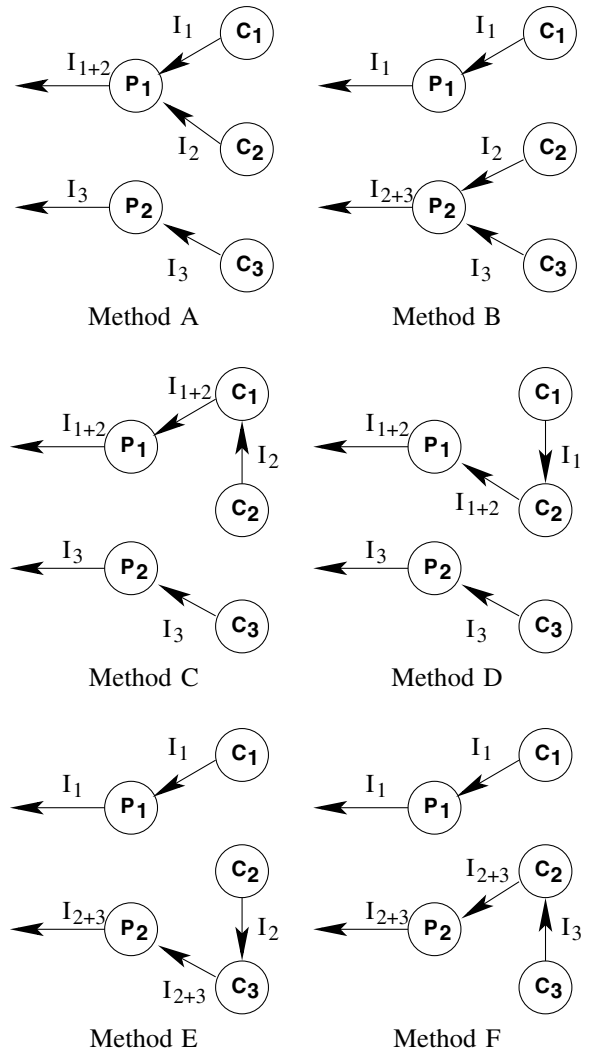 I1 C1 I1 C1
I1+2 P1 I1 P1
I2 C2 I2 C2
I3 P2 I2+3 P2
I3 C3 I3 C3
Method A Method B
I1+2 C1 C1
I1+2 P1 I2 I1+2 P1 I1
C2 I1+2 C2
I3 P2 I3 P2
I3 C3 I3 C3
Method C Method D
I1 C1 I1 C1
I1 P1 I1 P1
C2 I2+3 C2
I2+3 P2 I2 I2+3 P2 I3
I2+3 C3 C3
Method E Method F